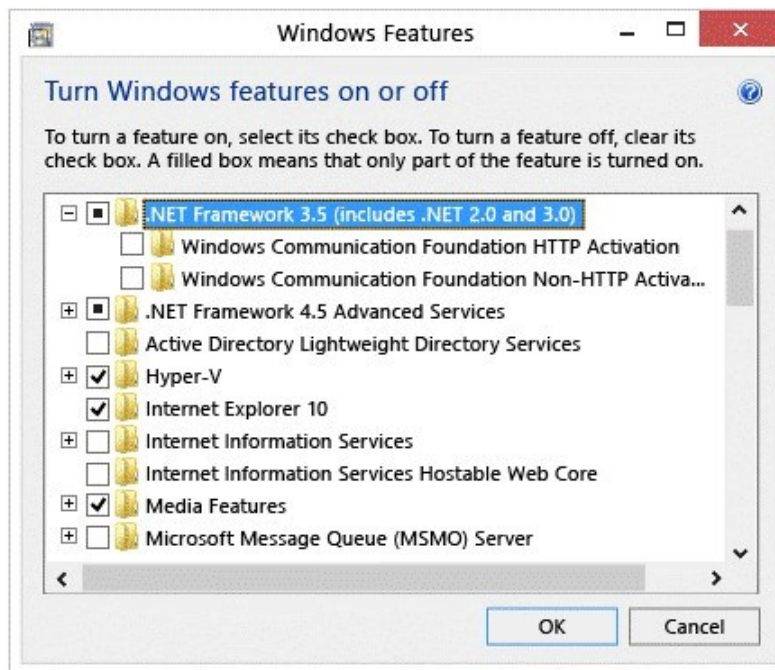 Windows Features
Turn Windows features on or off
To turn a feature on, select its check box. To turn a feature off, clear its
check box. A filled box means that only part of the feature is turned on.
.NET Framework 3.5 (includes .NET 2.0 and 3.0)
Windows Communication Foundation HTTP Activation
Windows Communication Foundation Non-HTTP Activa...
.NET Framework 4.5 Advanced Services
Active Directory Lightweight Directory Services
Hyper-V
Internet Explorer 10
Internet Information Services
Internet Information Services Hostable Web Core
Media Features
Microsoft Message Queue (MSMO) Server
OK Cancel